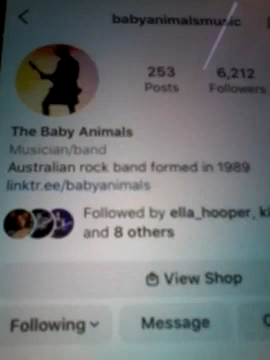 babyanimalsmusic
253 6,212
Posts Followers
The Baby Animals
Musician/band
Australian rock band formed in 1989
linktr.ee/babyanimals
Followed by ella_hooper,
and 8 others
View Shop
Following Message